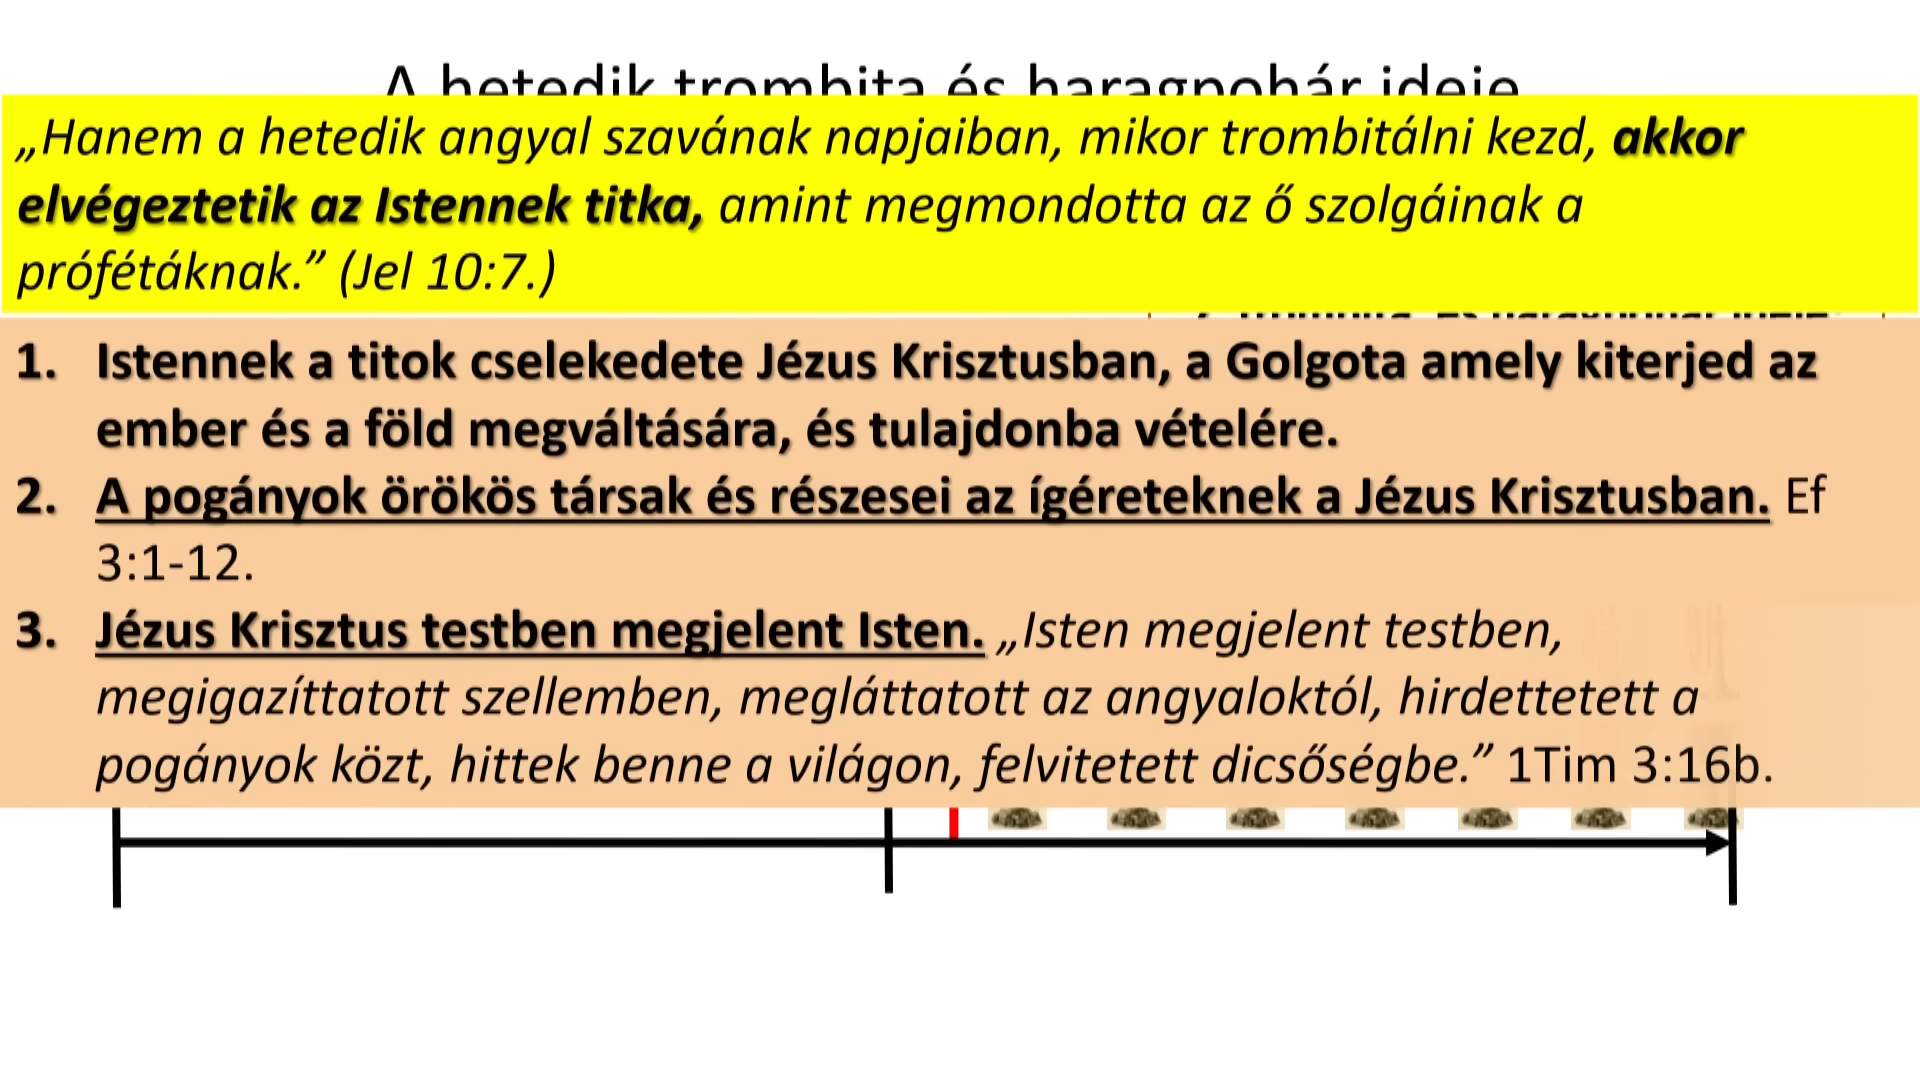 A hetedik trombita és haragpohár ideje
„Hanem a hetedik angyal szavának napjaiban, mikor trombitálni kezd, akkor
elvégeztetik az Istennek titka, amint megmondotta az ő szolgáinak a
prófétáknak.” (Jel 10:7.)
1. Istennek a titok cselekedete Jézus Krisztusban, a Golgota amely kiterjed az
ember és a föld megváltására, és tulajdonba vételére.
2. A pogányok örökös társak és részesei az ígéreteknek a Jézus Krisztusban. Ef
3:1-12.
3. Jézus Krisztus testben megjelent Isten. „Isten megjelent testben,
megigazíttatott szellemben, megláttatott az angyaloktól, hirdettetett a
pogányok közt, hittek benne a világon, felvitetett dicsőségbe.” 1Tim 3:16b.